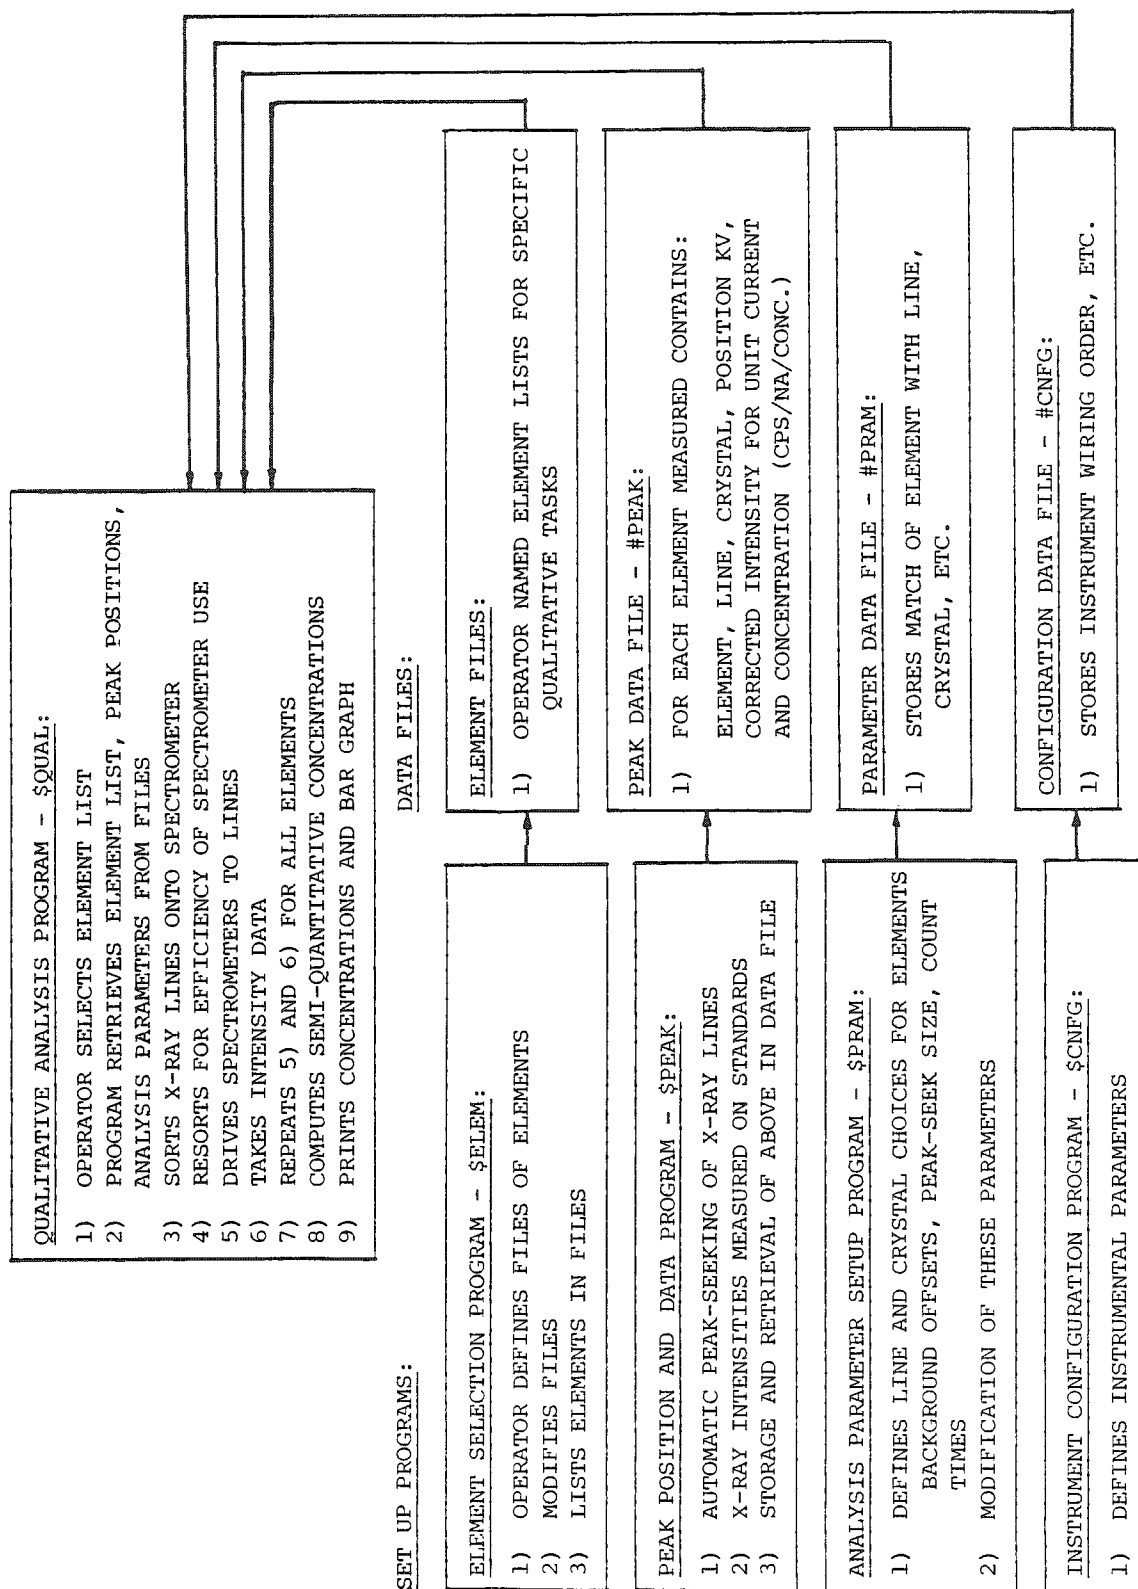 QUALITATIVE ANALYSIS PROGRAM - $QUAL:
1) OPERATOR SELECTS ELEMENT LIST
2) PROGRAM RETRIEVES ELEMENT LIST, PEAK POSITIONS,
ANALYSIS PARAMETERS FROM FILES
3) SORTS X-RAY LINES ONTO SPECTROMETER
4) RESORTS FOR EFFICIENCY OF SPECTROMETER USE
5) DRIVES SPECTROMETERS TO LINES
6) TAKES INTENSITY DATA
7) REPEATS 5) AND 6) FOR ALL ELEMENTS
8) COMPUTES SEMI-QUANTITATIVE CONCENTRATIONS
9) PRINTS CONCENTRATIONS AND BAR GRAPH
SET UP PROGRAMS:
ELEMENT SELECTION PROGRAM - $ELEM:
1) OPERATOR DEFINES FILES OF ELEMENTS
2) MODIFIES FILES
3) LISTS ELEMENTS IN FILES
PEAK POSITION AND DATA PROGRAM - $PEAK:
1) AUTOMATIC PEAK-SEEKING OF X-RAY LINES
2) X-RAY INTENSITIES MEASURED ON STANDARDS
3) STORAGE AND RETRIEVAL OF ABOVE IN DATA FILE
ANALYSIS PARAMETER SETUP PROGRAM - $PRAM:
1) DEFINES LINE AND CRYSTAL CHOICES FOR ELEMENTS
BACKGROUND OFFSETS, PEAK-SEEK SIZE, COUNT
TIMES
2) MODIFICATION OF THESE PARAMETERS
INSTRUMENT CONFIGURATION PROGRAM - $CNFG:
1) DEFINES INSTRUMENTAL PARAMETERS
DATA FILES:
ELEMENT FILES:
1) OPERATOR NAMED ELEMENT LISTS FOR SPECIFIC
QUALITATIVE TASKS
PEAK DATA FILE - #PEAK:
1) FOR EACH ELEMENT MEASURED CONTAINS:
ELEMENT, LINE, CRYSTAL, POSITION KV,
CORRECTED INTENSITY FOR UNIT CURRENT
AND CONCENTRATION (CPS/NA/CONC.)
PARAMETER DATA FILE - #PRAM:
1) STORES MATCH OF ELEMENT WITH LINE,
CRYSTAL, ETC.
CONFIGURATION DATA FILE - #CNFG:
1) STORES INSTRUMENT WIRING ORDER, ETC.